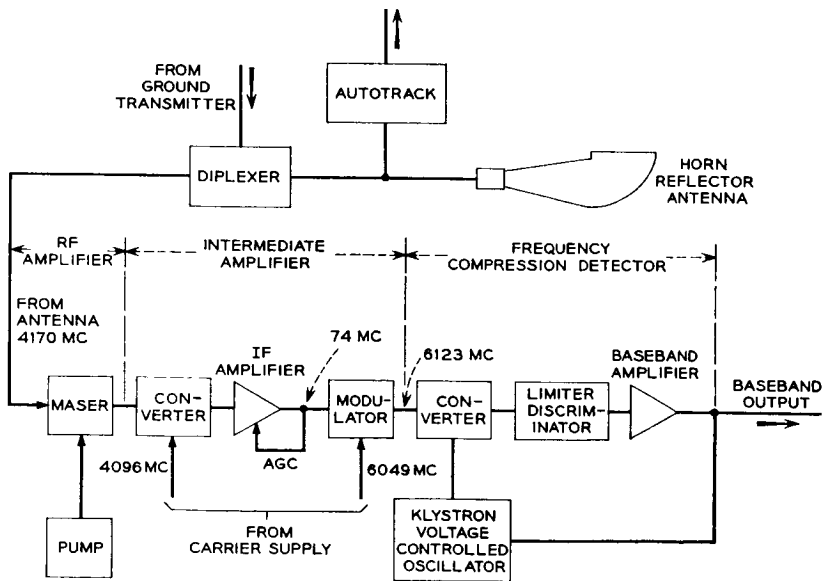 FROM
GROUND
TRANSMITTER
AUTOTRACK
DIPLEXER
HORN
REFLECTOR
ANTENNA
RF
AMPLIFIER
INTERMEDIATE
AMPLIFIER
FREQUENCY
COMPRESSION DETECTOR
FROM
ANTENNA
4170 MC
IF
AMPLIFIER
74 MC
6123 MC
BASEBAND
AMPLIFIER
MASER
CON-
VERTER
MODU-
LATOR
CON-
VERTER
LIMITER
DISCRIM-
INATOR
BASEBAND
OUTPUT
AGC
4096 MC
6049 MC
PUMP
FROM
CARRIER SUPPLY
KLYSTRON
VOLTAGE
CONTROLLED
OSCILLATOR